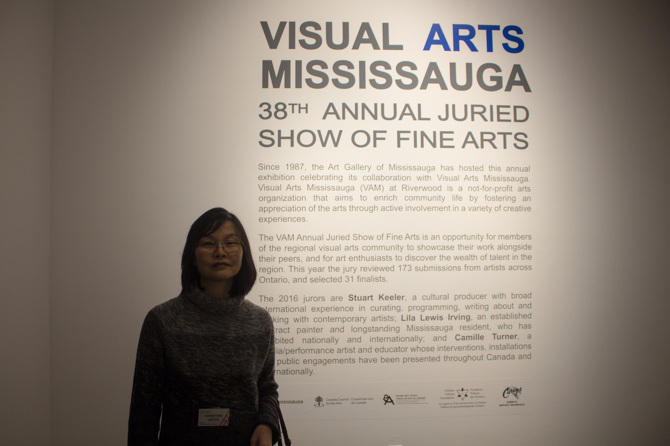 VISUAL ARTS
MISSISSAUGA
38TH ANNUAL JURIED
SHOW OF FINE ARTS
Since 1987, the Art Gallery of Mississauga has hosted this annual
exhibition celebrating its collaboration with Visual Arts Mississauga.
Visual Arts Mississauga (VAM) at Riverwood is a not-for-profit arts
organization that aims to enrich community life by fostering an
appreciation of the arts through active involvement in a variety of creative
experiences.
The VAM Annual Juried Show of Fine Arts is an opportunity for members
of the regional visual arts community to showcase their work alongside
their peers, and for art enthusiasts to discover the wealth of talent in the
region. This year the jury reviewed 173 submissions from artists across
Ontario, and selected 31 finalists.
The 2016 jurors are Stuart Keeler, a cultural producer with broad
international experience in curating, programming, writing about and
king with contemporary artists; Lila Lewis Irving, an established
tract painter and longstanding Mississauga resident, who has
bited nationally and internationally; and Camille Turner, a
ia/performance artist and educator whose interventions, installations
public engagements have been presented throughout Canada and
rnationally.